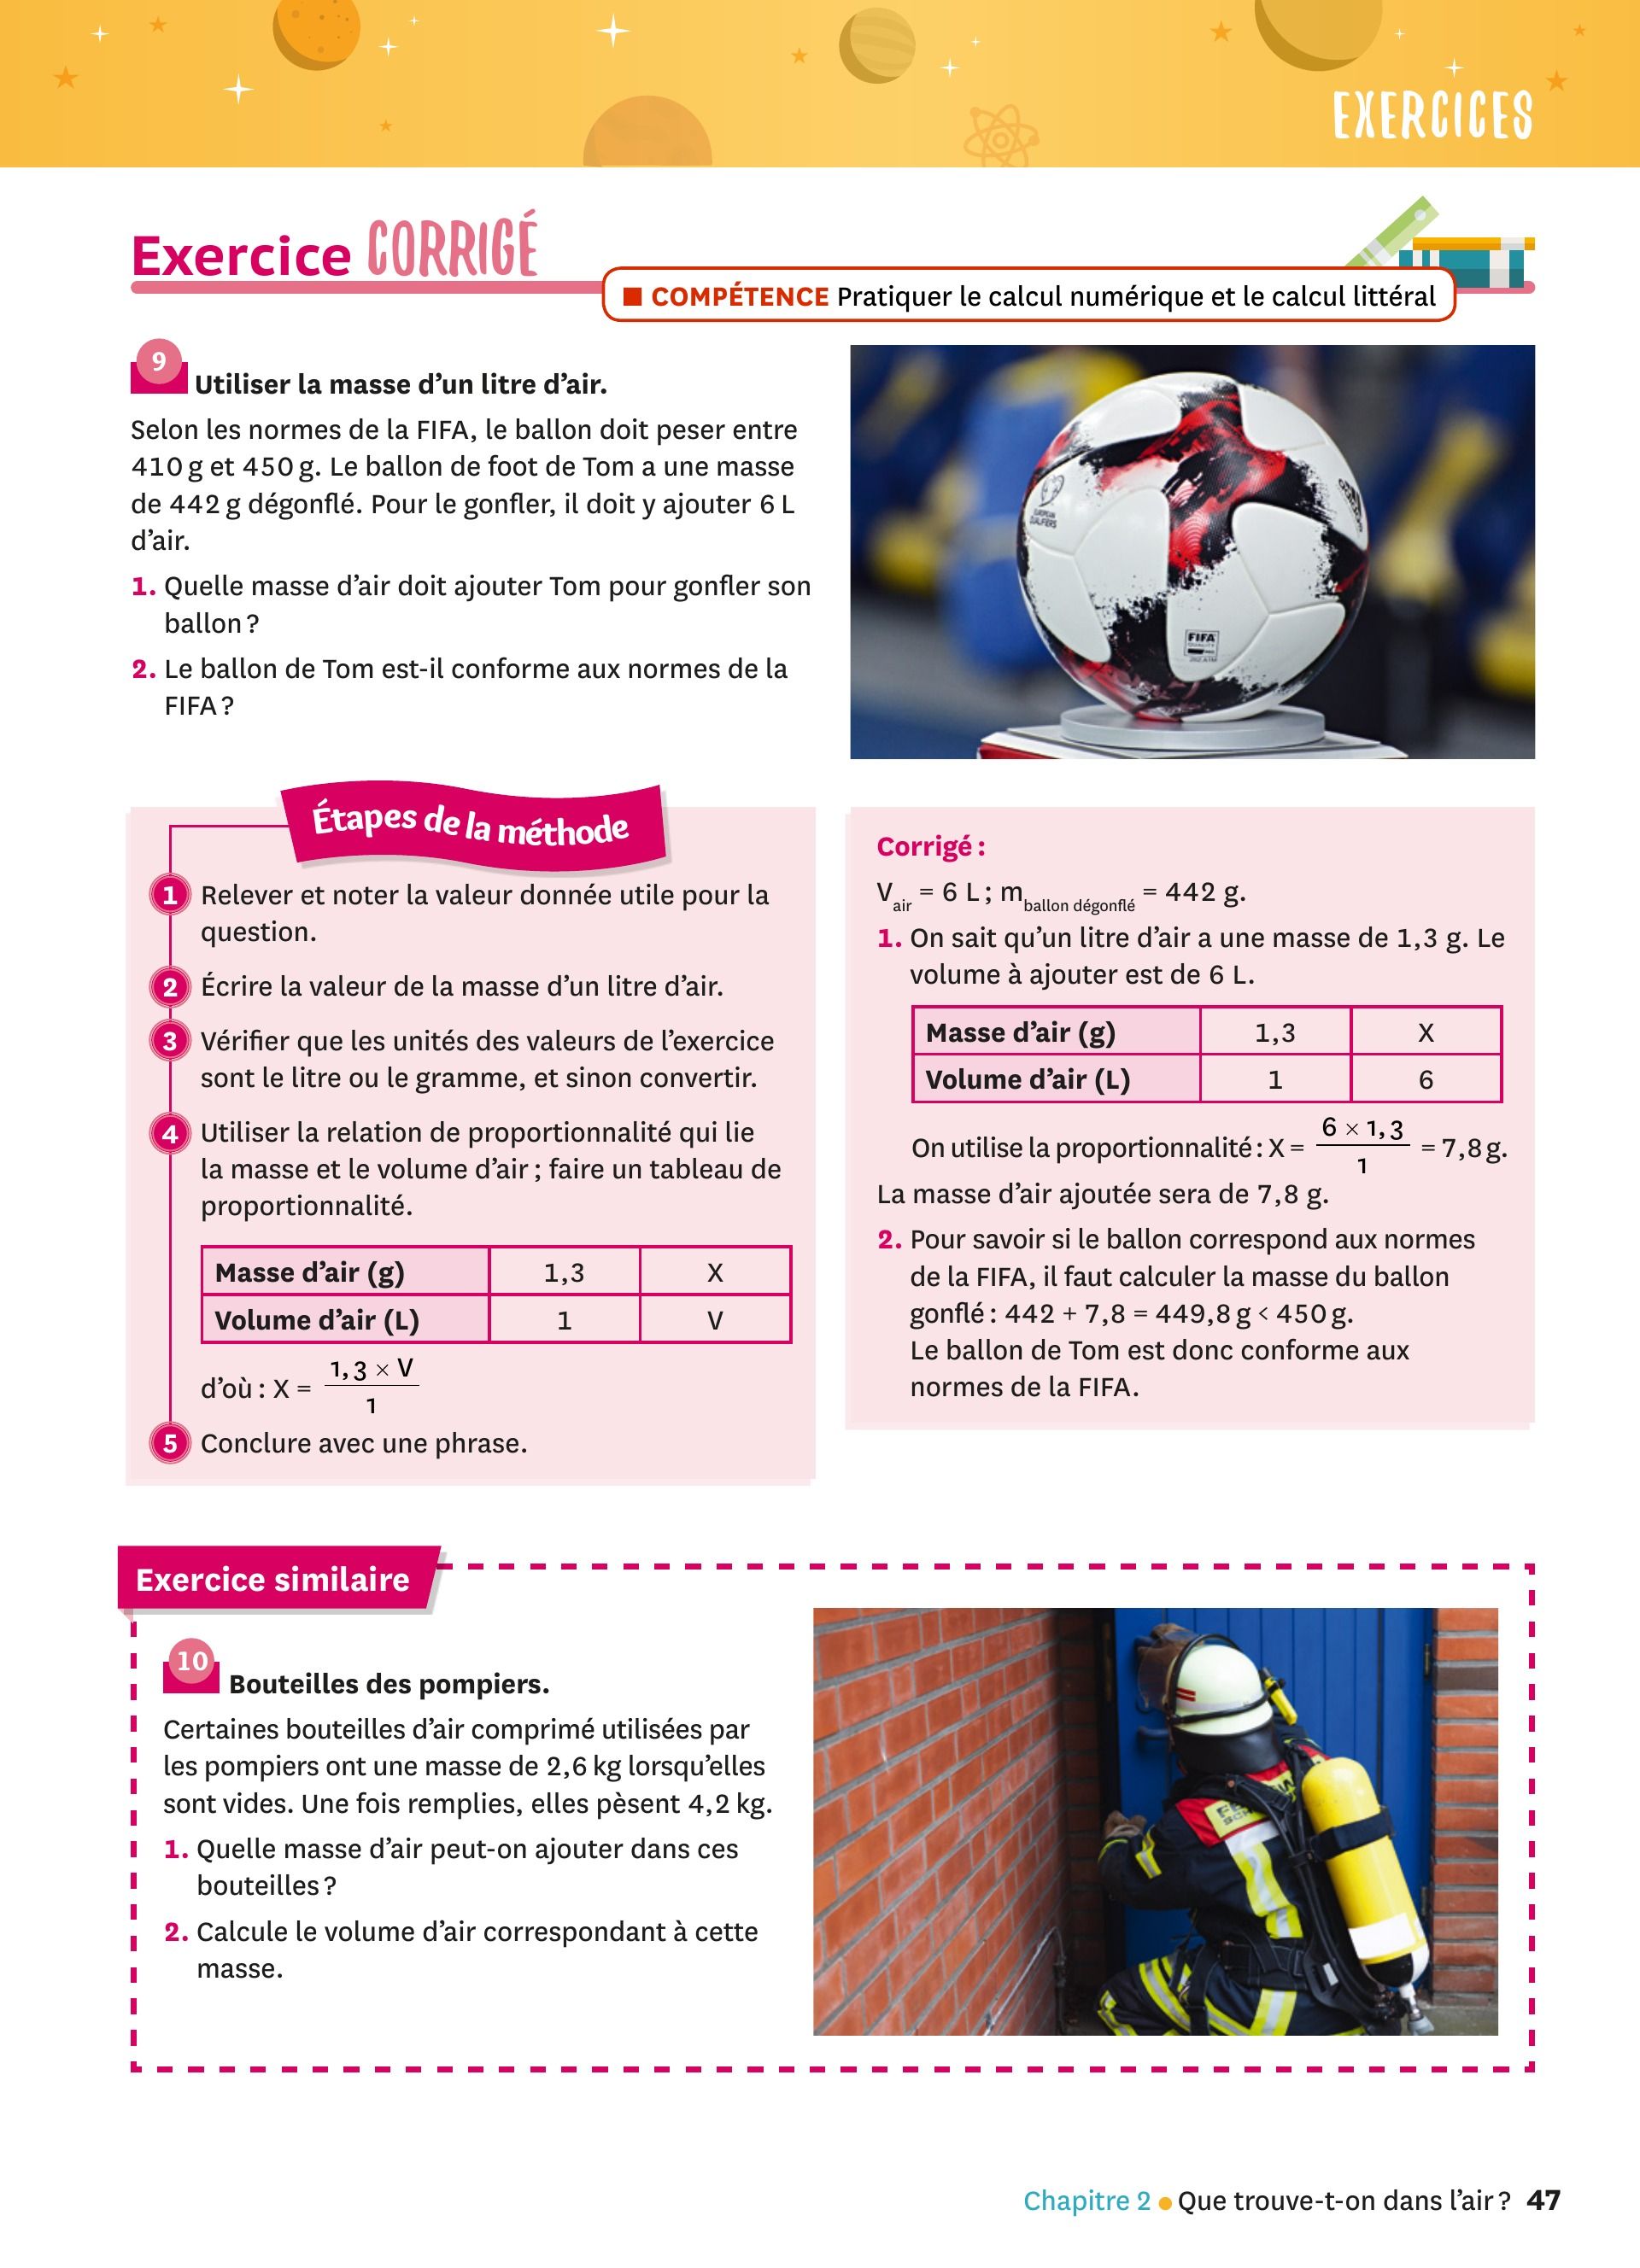 EXERCICES
Exercice CORRIGÉ
COMPÉTENCE Pratiquer le calcul numérique et le calcul littéral
9
Utiliser la masse d’un litre d’air.
Selon les normes de la FIFA, le ballon doit peser entre
410 g et 450 g. Le ballon de foot de Tom a une masse
de 442 g dégonflé. Pour le gonfler, il doit y ajouter 6 L
d’air.
1. Quelle masse d’air doit ajouter Tom pour gonfler son
ballon ?
2. Le ballon de Tom est-il conforme aux normes de la
FIFA ?
EUROPEAN
QUALIFIERS
FIFA
QUALITY
Étapes de la méthode
1 Relever et noter la valeur donnée utile pour la
question.
2 Écrire la valeur de la masse d’un litre d’air.
3 Vérifier que les unités des valeurs de l’exercice
sont le litre ou le gramme, et sinon convertir.
4 Utiliser la relation de proportionnalité qui lie
la masse et le volume d’air ; faire un tableau de
proportionnalité.
Masse d’air (g) 1,3 X
Volume d’air (L) 1 V
d’où : X = 1,3 × V / 1
5 Conclure avec une phrase.
Corrigé :
Vair = 6 L ; mballon dégonflé = 442 g.
1. On sait qu’un litre d’air a une masse de 1,3 g. Le
volume à ajouter est de 6 L.
Masse d’air (g) 1,3 X
Volume d’air (L) 1 6
On utilise la proportionnalité : X = 6 × 1,3 / 1 = 7,8 g.
La masse d’air ajoutée sera de 7,8 g.
2. Pour savoir si le ballon correspond aux normes
de la FIFA, il faut calculer la masse du ballon
gonflé : 442 + 7,8 = 449,8 g < 450 g.
Le ballon de Tom est donc conforme aux
normes de la FIFA.
Exercice similaire
10
Bouteilles des pompiers.
Certaines bouteilles d’air comprimé utilisées par
les pompiers ont une masse de 2,6 kg lorsqu’elles
sont vides. Une fois remplies, elles pèsent 4,2 kg.
1. Quelle masse d’air peut-on ajouter dans ces
bouteilles ?
2. Calcule le volume d’air correspondant à cette
masse.
Chapitre 2 • Que trouve-t-on dans l’air ? 47